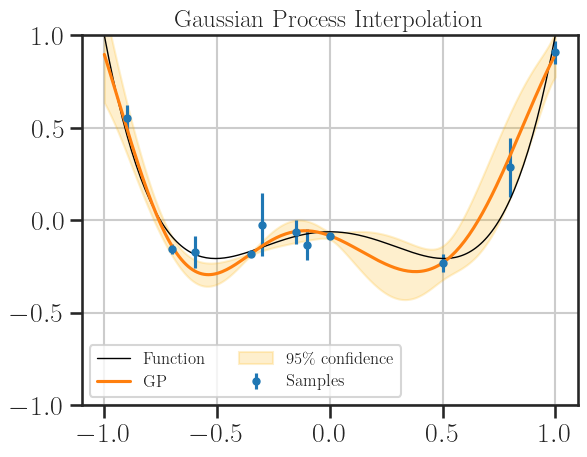 Gaussian Process Interpolation
1.0
0.5
0.0
−0.5
−1.0
Function
GP
95% confidence
Samples
−1.0 −0.5 0.0 0.5 1.0